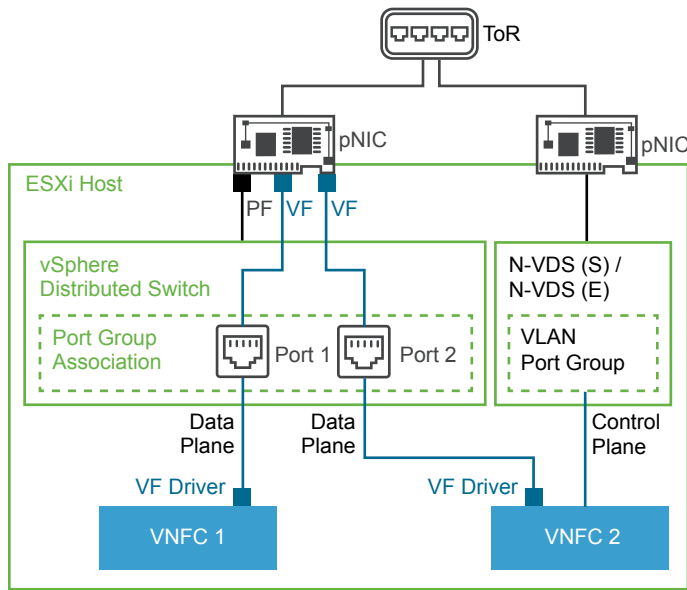 ToR
pNIC
pNIC
ESXi Host
PF
VF
VF
vSphere
Distributed Switch
N-VDS (S) /
N-VDS (E)
Port Group
Association
Port 1
Port 2
VLAN
Port Group
Data
Plane
Data
Plane
Control
Plane
VF Driver
VF Driver
VNFC 1
VNFC 2